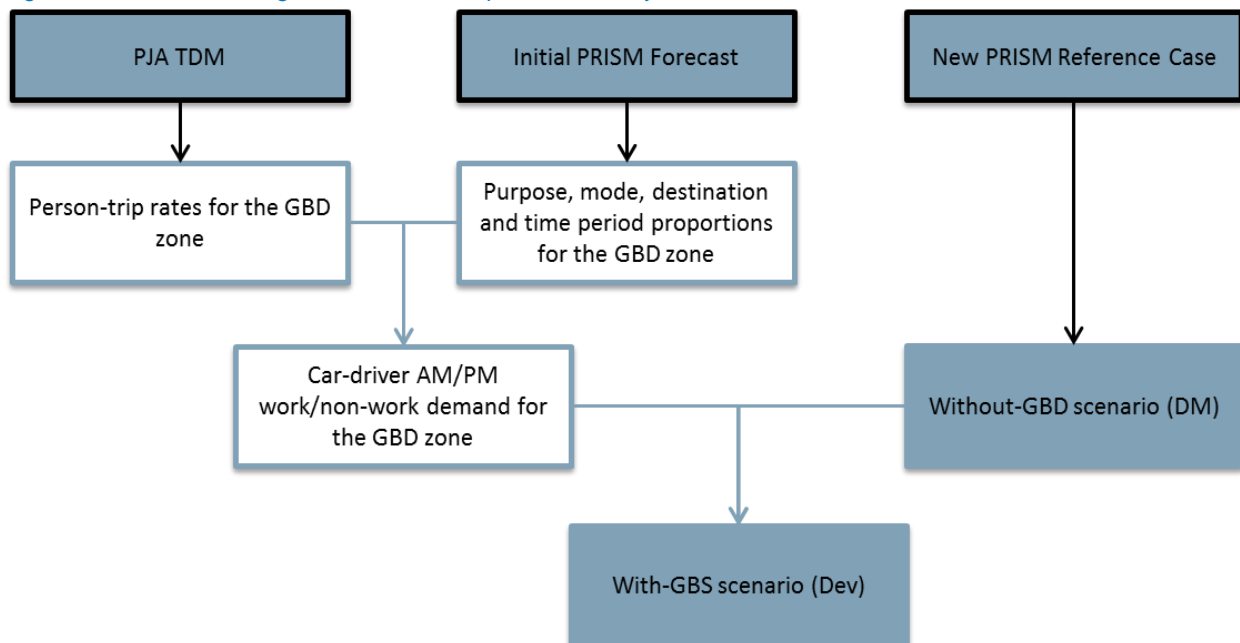 PJA TDM
Initial PRISM Forecast
New PRISM Reference Case
Person-trip rates for the GBD
zone
Purpose, mode, destination
and time period proportions
for the GBD zone
Car-driver AM/PM
work/non-work demand for
the GBD zone
Without-GBD scenario (DM)
With-GBS scenario (Dev)